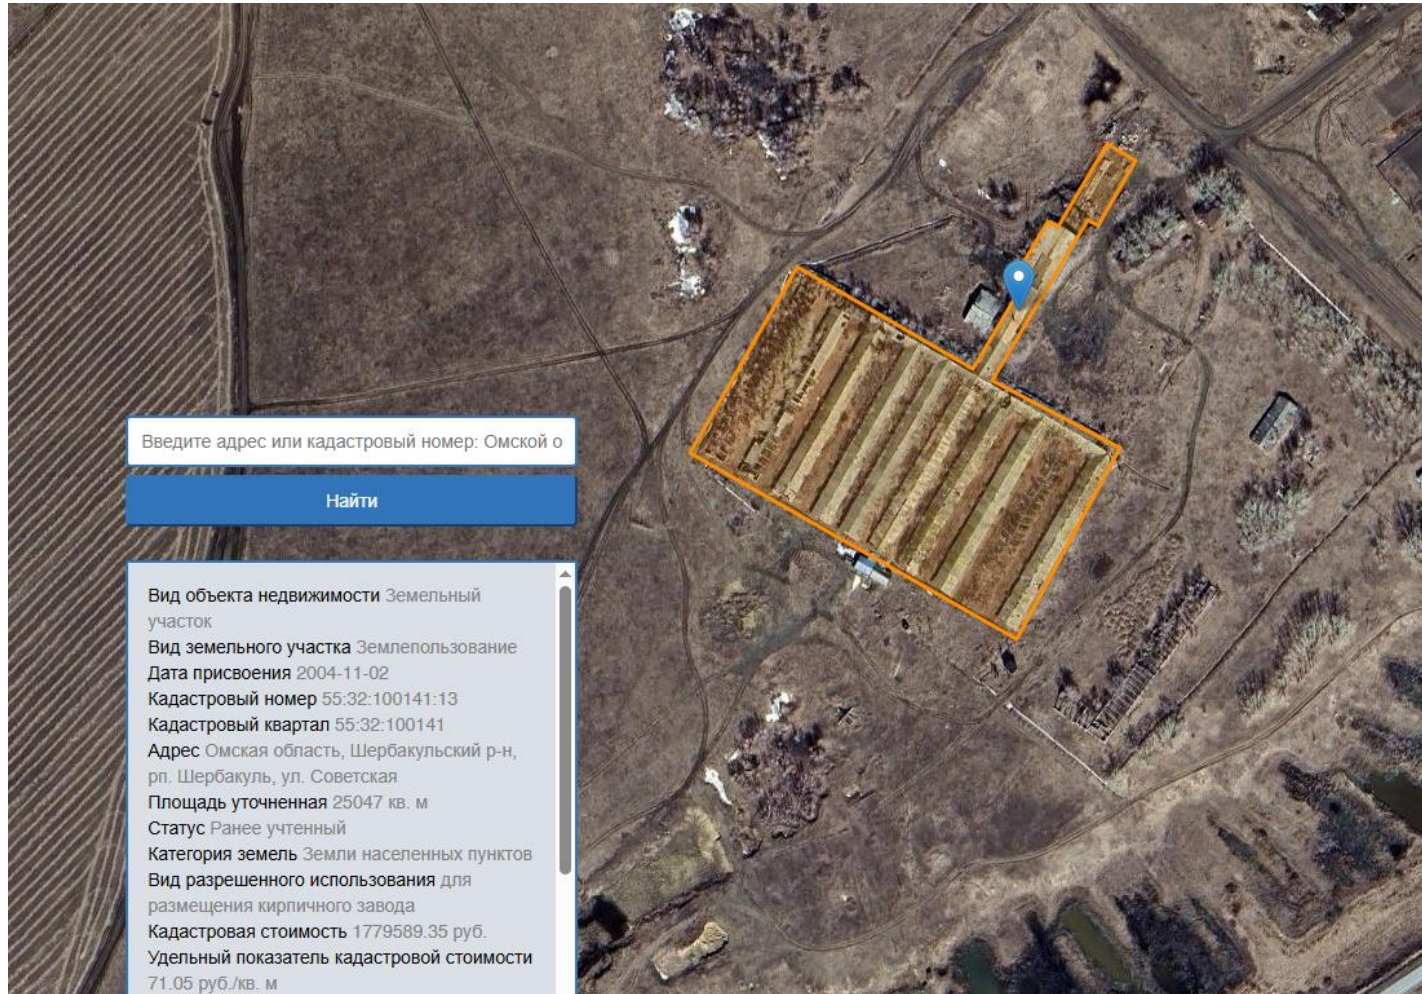 Введите адрес или кадастровый номер: Омской о
Найти
Вид объекта недвижимости Земельный
участок
Вид земельного участка Землепользование
Дата присвоения 2004-11-02
Кадастровый номер 55:32:100141:13
Кадастровый квартал 55:32:100141
Адрес Омская область, Шербакульский р-н,
рп. Шербакуль, ул. Советская
Площадь уточненная 25047 кв. м
Статус Ранее учтенный
Категория земель Земли населенных пунктов
Вид разрешенного использования для
размещения кирпичного завода
Кадастровая стоимость 1779589.35 руб.
Удельный показатель кадастровой стоимости
71.05 руб./кв. м